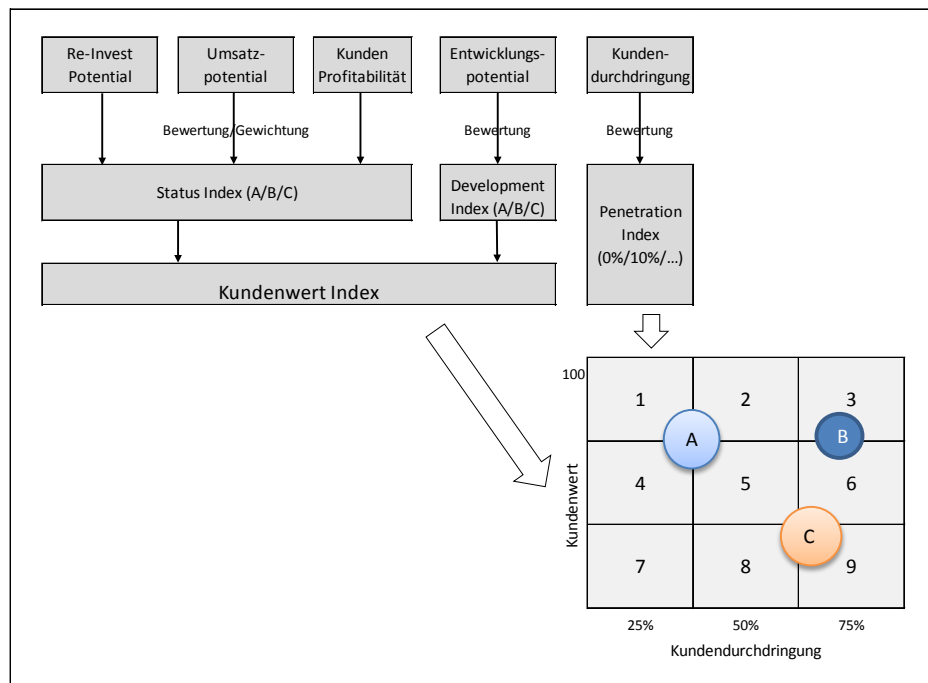 Re-Invest
Potential
Umsatz-
potential
Kunden
Profitabilität
Entwicklungs-
potential
Kunden-
durchdringung
Bewertung/Gewichtung
Bewertung
Bewertung
Status Index (A/B/C)
Development
Index (A/B/C)
Penetration
Index
(0%/10%/...)
Kundenwert Index
100
1
2
3
A
B
4
5
6
Kundenwert
C
7
8
9
25%
50%
75%
Kundendurchdringung